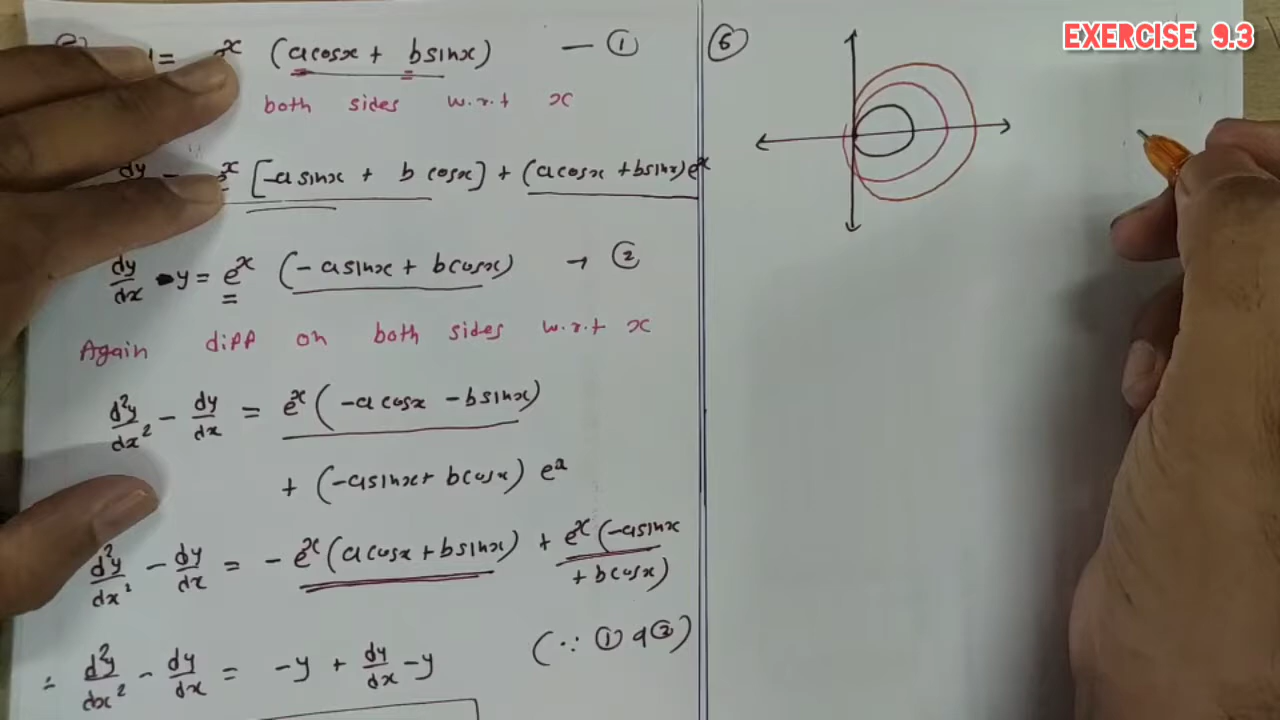 = e^x (acosx + bsinx) — ①
both sides w.r.t x
dy = e^x [-asinx + b cosx] + (acosx + bsinx)e^x
dy/dx - y = e^x (-asinx + bcosx) → ②
Again diff on both sides w.r.t x
d²y/dx² - dy/dx = e^x (-acosx - bsinx)
+ (-asinx + bcosx) e^x
d²y/dx² - dy/dx = - e^x (acosx + bsinx) + e^x (-asinx
+ bcosx)
= d²y/dx² - dy/dx = -y + dy/dx - y (∵ ① & ②)
⑥
EXERCISE 9.3